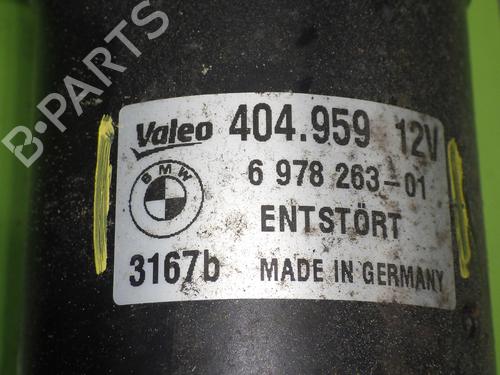 B-PARTS
Valeo 404.959 12V
BMW
6 978 263-01
ENTSTÖRT
3167b MADE IN GERMANY